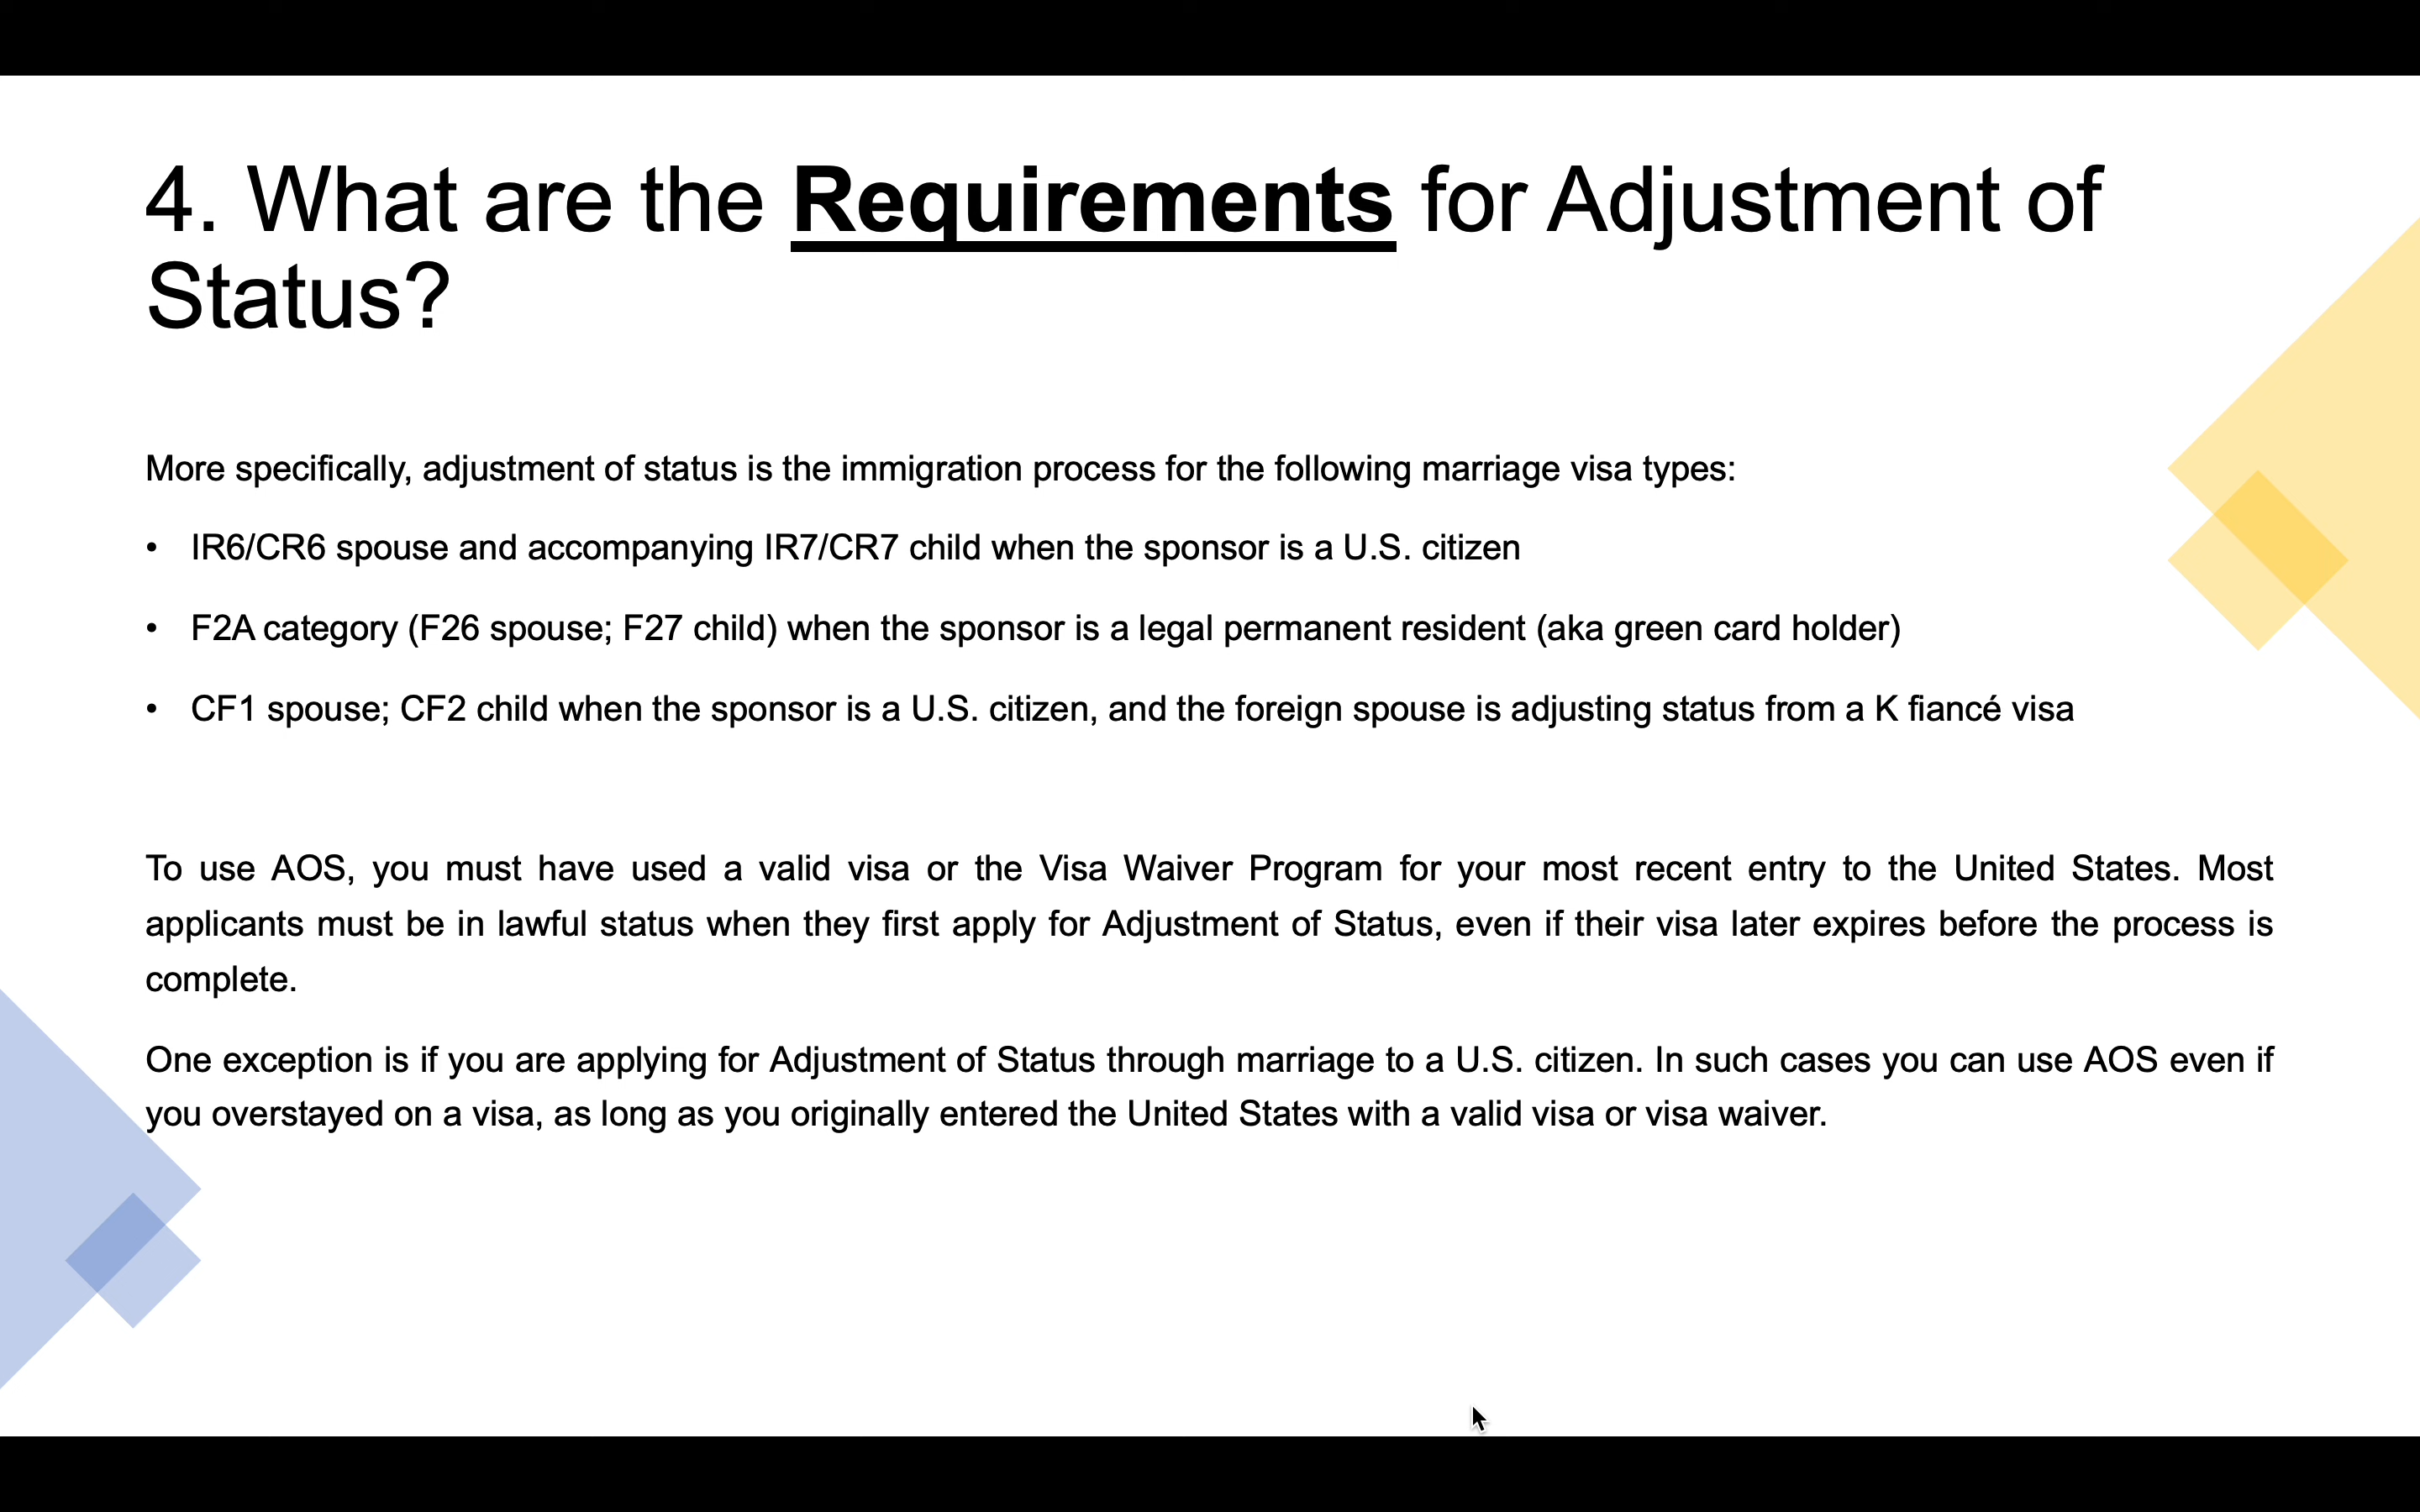 4. What are the Requirements for Adjustment of
Status?
More specifically, adjustment of status is the immigration process for the following marriage visa types:
• IR6/CR6 spouse and accompanying IR7/CR7 child when the sponsor is a U.S. citizen
• F2A category (F26 spouse; F27 child) when the sponsor is a legal permanent resident (aka green card holder)
• CF1 spouse; CF2 child when the sponsor is a U.S. citizen, and the foreign spouse is adjusting status from a K fiancé visa
To use AOS, you must have used a valid visa or the Visa Waiver Program for your most recent entry to the United States. Most
applicants must be in lawful status when they first apply for Adjustment of Status, even if their visa later expires before the process is
complete.
One exception is if you are applying for Adjustment of Status through marriage to a U.S. citizen. In such cases you can use AOS even if
you overstayed on a visa, as long as you originally entered the United States with a valid visa or visa waiver.